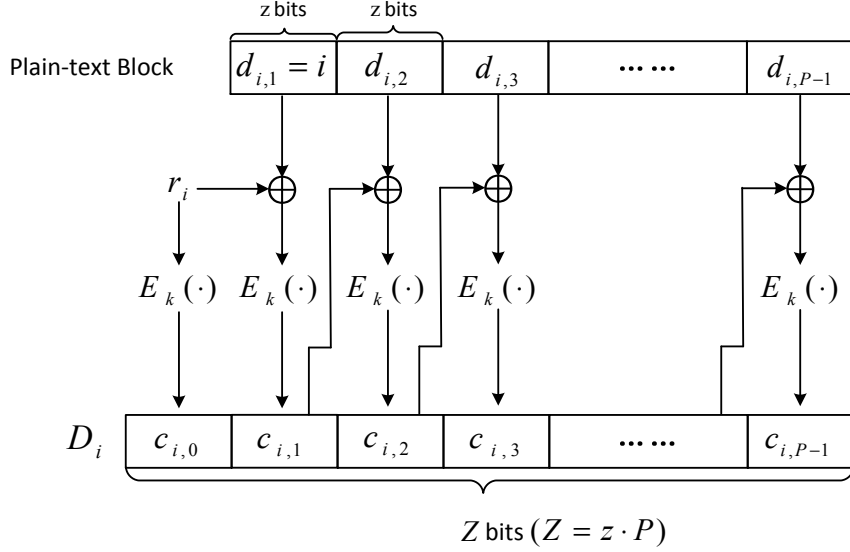 z bits z bits
Plain-text Block d_{i,1} = i d_{i,2} d_{i,3} ...... d_{i,P-1}
r_i ⊕ ⊕ ⊕ ⊕
E_k(·) E_k(·) E_k(·) E_k(·) E_k(·)
D_i c_{i,0} c_{i,1} c_{i,2} c_{i,3} ...... c_{i,P-1}
Z bits (Z = z · P)